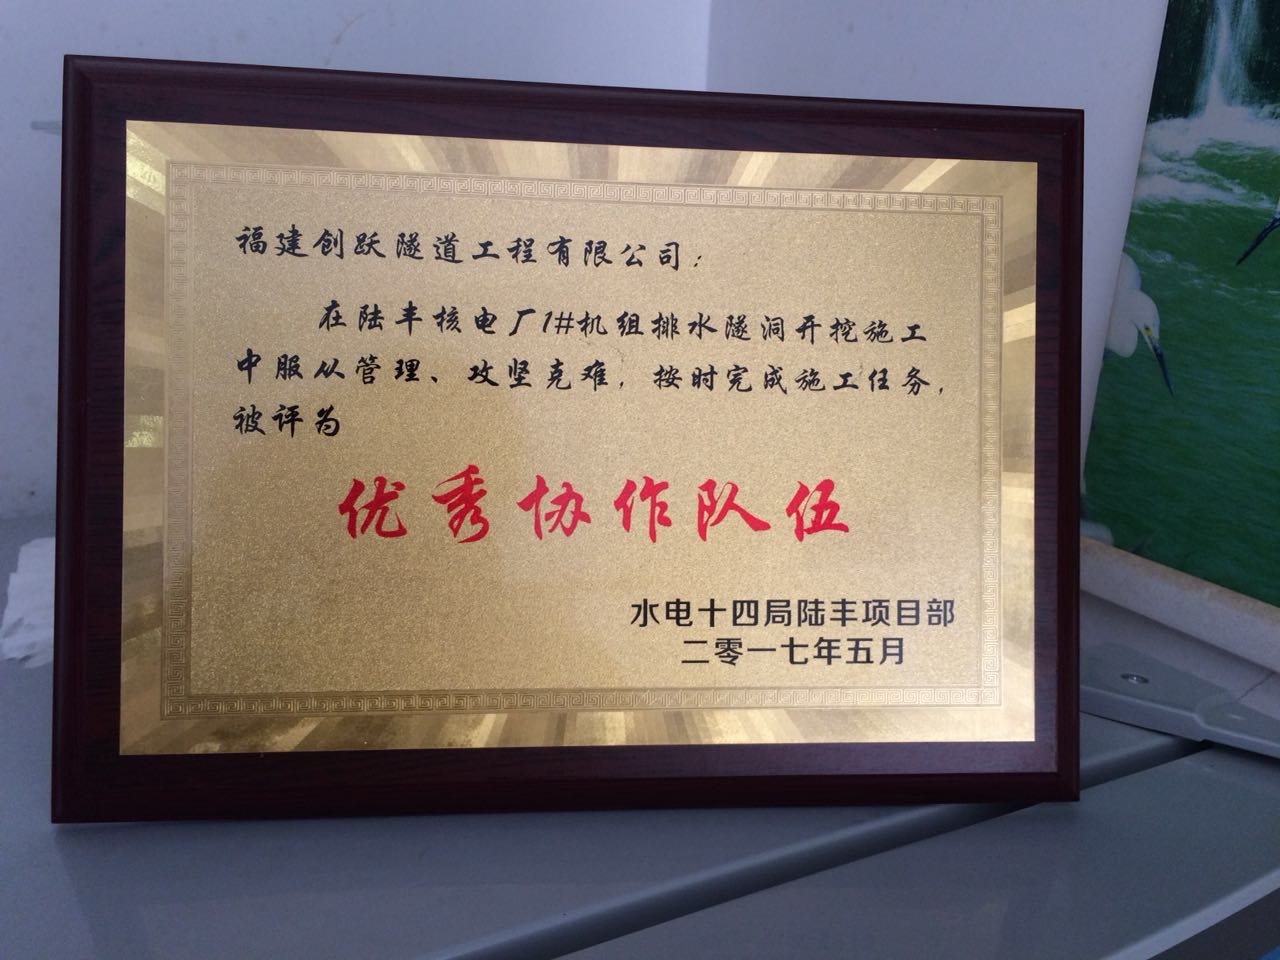 福建创跃隧道工程有限公司：
在陆丰核电厂1#机组排水隧洞开挖施工
中服从管理、攻坚克难，按时完成施工任务，
被评为
优秀协作队伍
水电十四局陆丰项目部
二零一七年五月